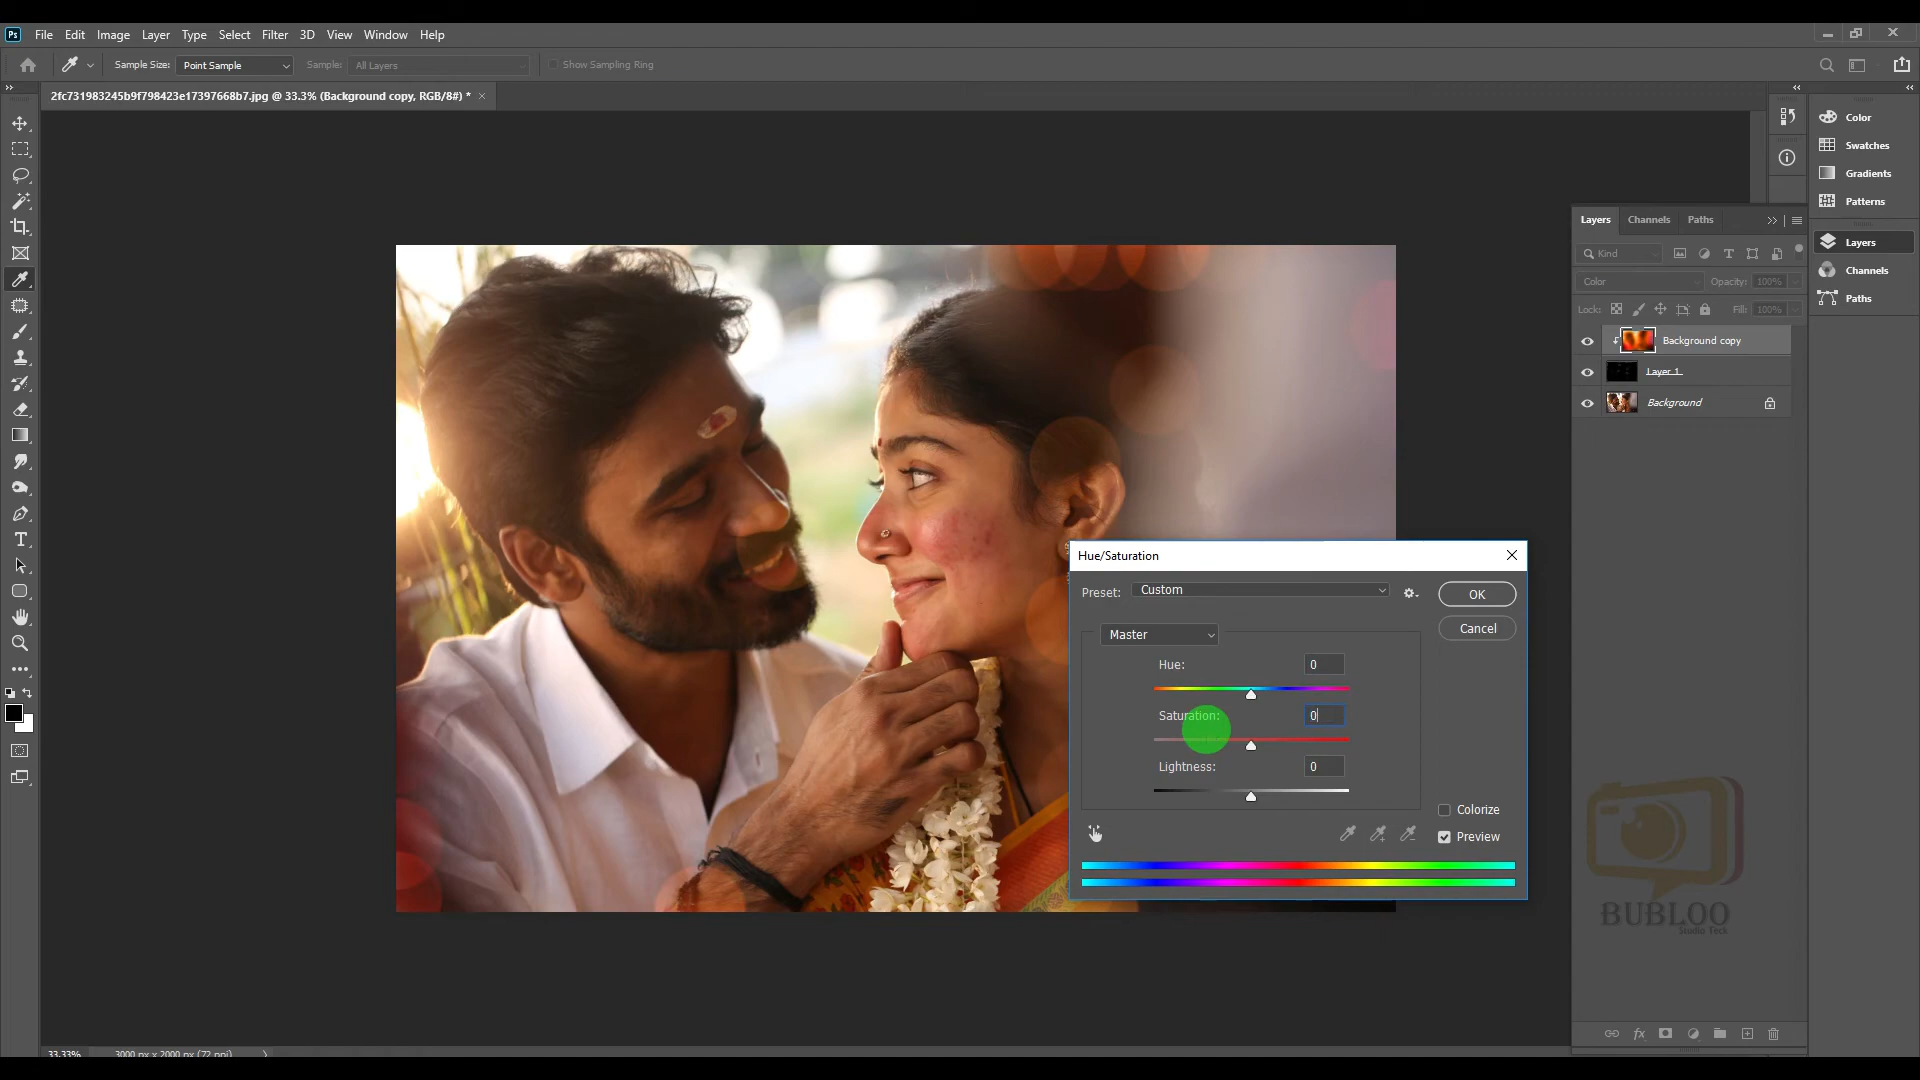 Ps File Edit Image Layer Type Select Filter 3D View Window Help
Sample Size: Point Sample Sample: All Layers Show Sampling Ring
2fc731983245b9f798423e17397668b7.jpg @ 33.3% (Background copy, RGB/8#) *
Color
Swatches
Gradients
Patterns
Layers
Channels
Paths
Layers Channels Paths
Kind
Color Opacity: 100%
Lock: Fill: 100%
Background copy
Layer 1
Background
Hue/Saturation
Preset: Custom
OK
Cancel
Master
Hue: 0
Saturation: 0
Lightness: 0
Colorize
Preview
BUBLOO
Studio Teck
33.33% 3000 px x 2000 px (72 ppi)